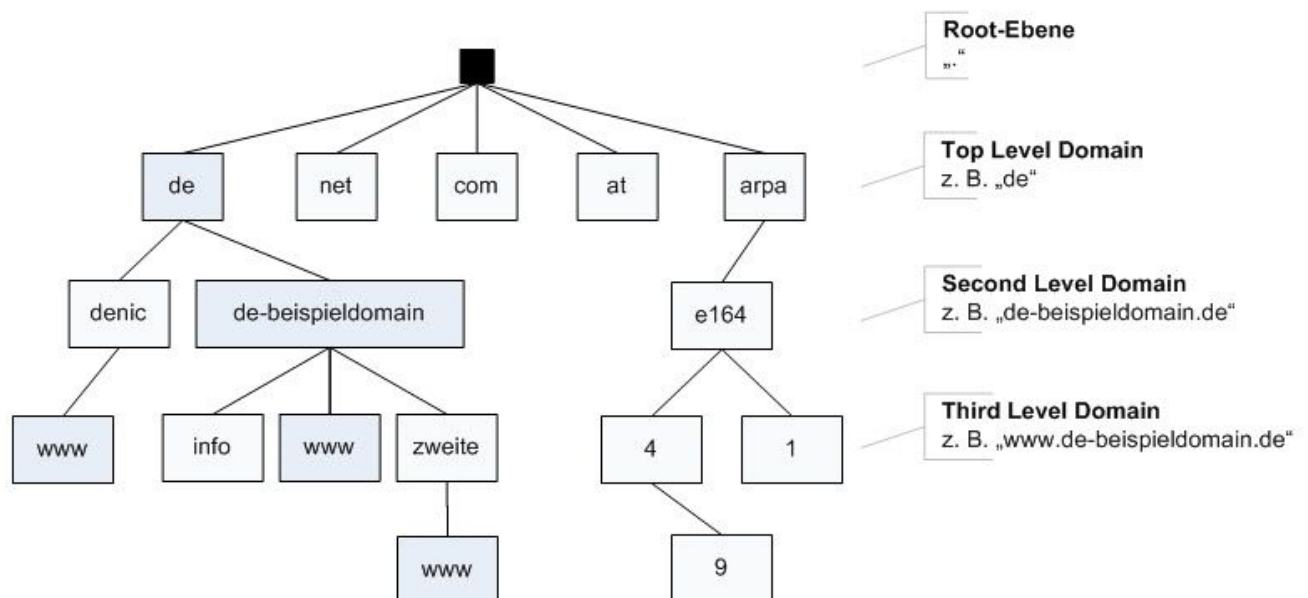 Root-Ebene
„.“
de
net
com
at
arpa
Top Level Domain
z. B. „de“
denic
de-beispieldomain
e164
Second Level Domain
z. B. „de-beispieldomain.de“
www
info
www
zweite
4
1
Third Level Domain
z. B. „www.de-beispieldomain.de“
www
9